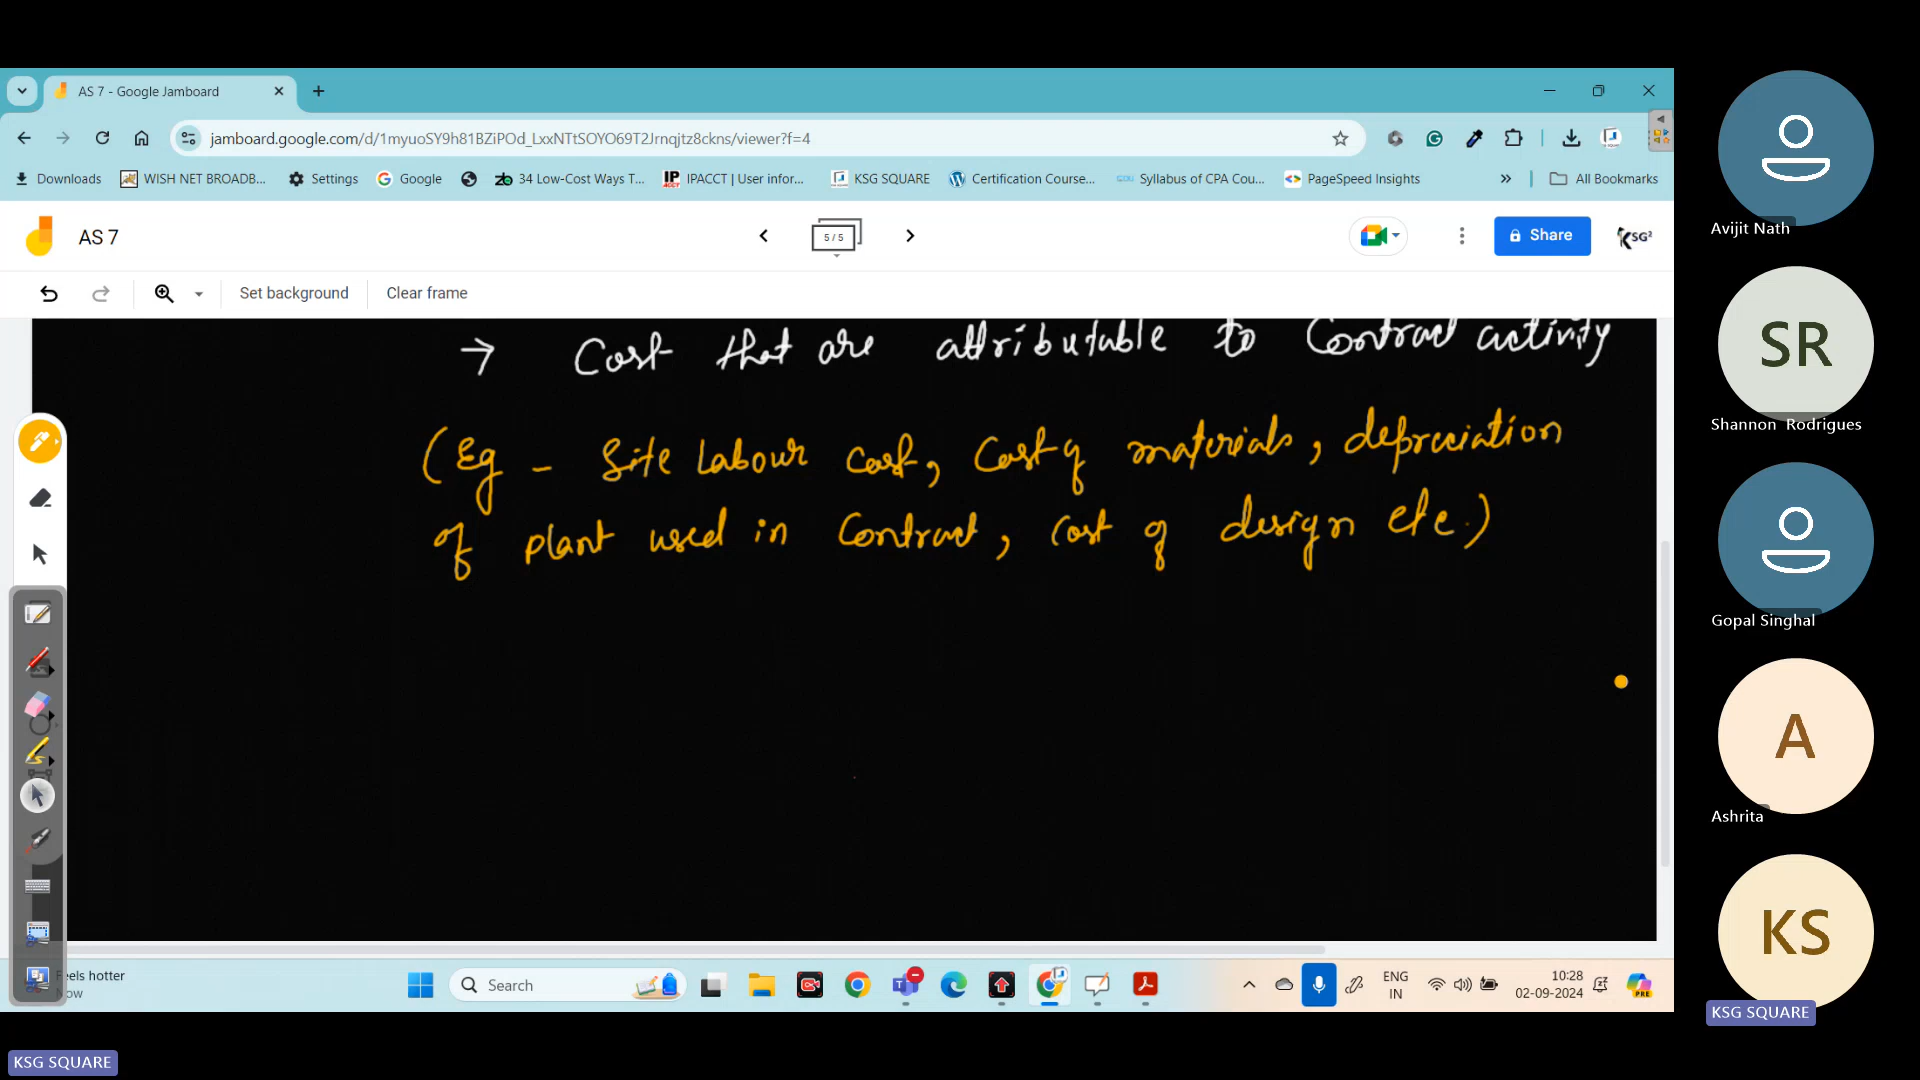 AS 7 - Google Jamboard
jamboard.google.com/d/1myuoSY9h81BZiPOd_LxxNTtSOYO69T2Jrnqjtz8ckns/viewer?f=4
Downloads WISH NET BROADB... Settings Google 34 Low-Cost Ways T... IPACCT | User infor... KSG SQUARE Certification Course... Syllabus of CPA Cou... PageSpeed Insights » All Bookmarks
AS 7
5 / 5
Share
KSG²
Set background Clear frame
→ Cost that are attributable to Contract activity
(Eg - Site Labour cost, Cost of materials, depreciation
of plant used in Contract, cost of design etc.)
Avijit Nath
SR
Shannon Rodrigues
Gopal Singhal
A
Ashrita
KS
KSG SQUARE
eels hotter
Now
Search
ENG
IN
10:28
02-09-2024
KSG SQUARE